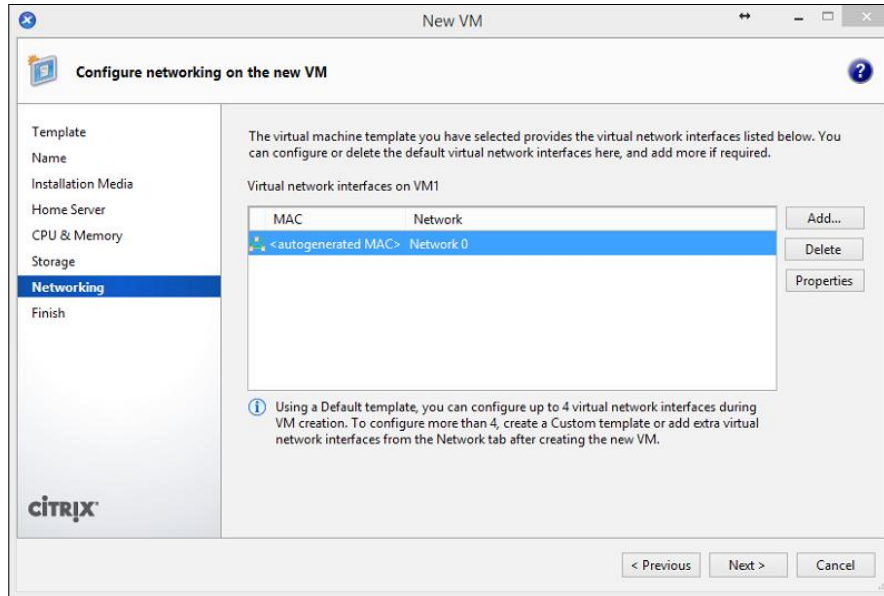 New VM
Configure networking on the new VM
?
Template
Name
Installation Media
Home Server
CPU & Memory
Storage
Networking
Finish
CİTRIX
The virtual machine template you have selected provides the virtual network interfaces listed below. You
can configure or delete the default virtual network interfaces here, and add more if required.
Virtual network interfaces on VM1
MAC Network
<autogenerated MAC> Network 0
Add...
Delete
Properties
Using a Default template, you can configure up to 4 virtual network interfaces during
VM creation. To configure more than 4, create a Custom template or add extra virtual
network interfaces from the Network tab after creating the new VM.
< Previous Next > Cancel